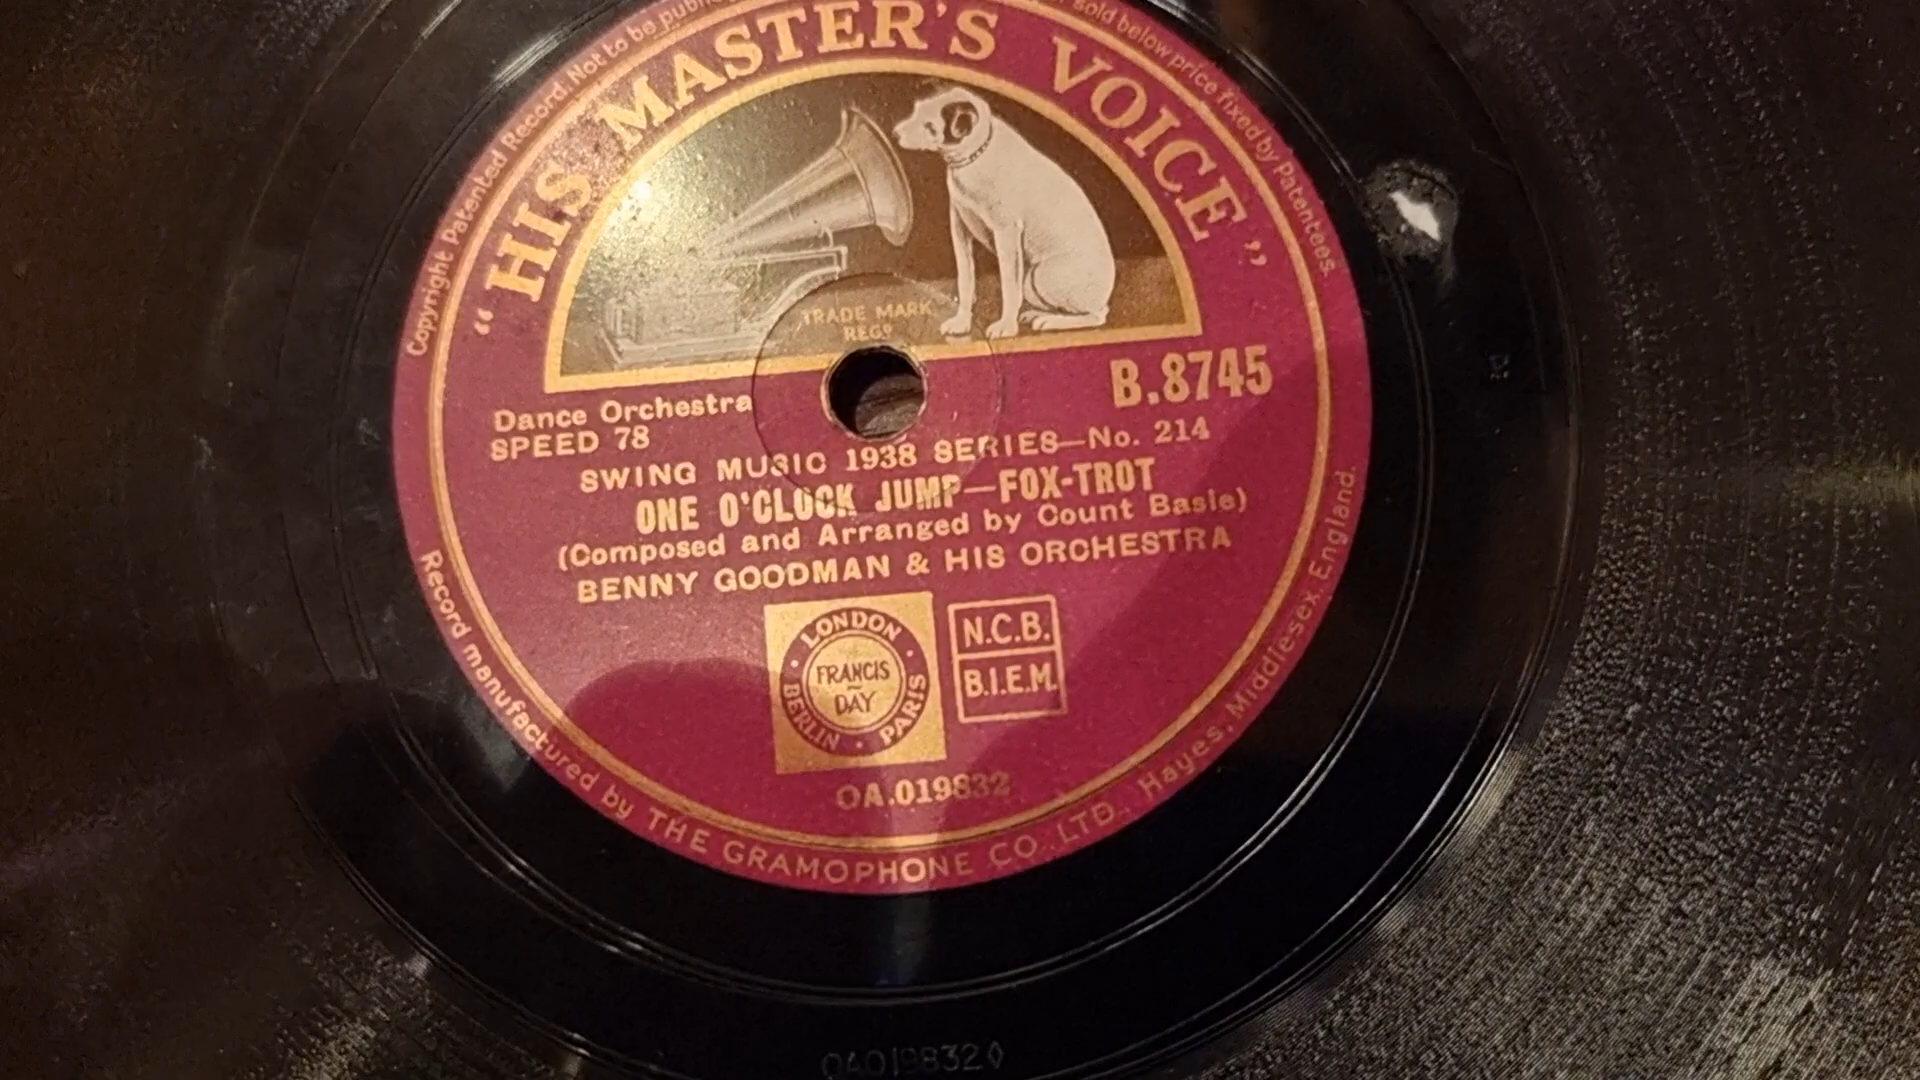 Copyright Patented Record. Not to be
sold below price fixed by Patentees.
"HIS MASTER'S VOICE"
TRADE MARK
REGD
B.8745
Dance Orchestra
SPEED 78
SWING MUSIC 1938 SERIES—No. 214
ONE O'CLOCK JUMP—FOX-TROT
(Composed and Arranged by Count Basie)
BENNY GOODMAN & HIS ORCHESTRA
LONDON
FRANCIS
DAY
BERLIN · PARIS
N.C.B.
B.I.E.M.
OA.019832
Record manufactured by THE GRAMOPHONE CO., LTD., Hayes, Middlesex, England.
OAO19832◊